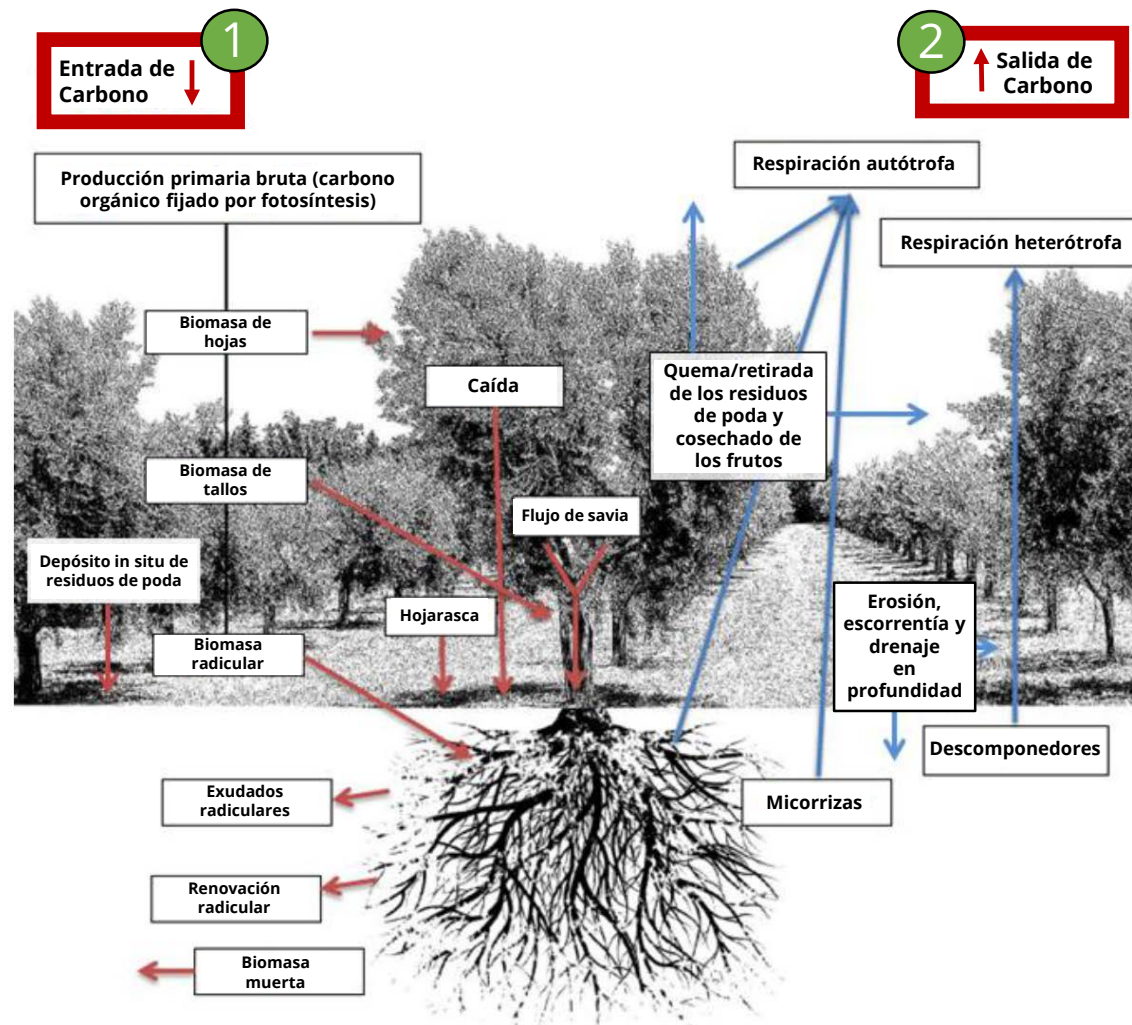 1
Entrada de
Carbono
2
Salida de
Carbono
Producción primaria bruta (carbono
orgánico fijado por fotosíntesis)
Respiración autótrofa
Respiración heterótrofa
Biomasa de
hojas
Caída
Quema/retirada
de los residuos
de poda y
cosechado de
los frutos
Biomasa de
tallos
Flujo de savia
Depósito in situ de
residuos de poda
Hojarasca
Biomasa
radicular
Erosión,
escorrentía y
drenaje
en
profundidad
Descomponedores
Exudados
radiculares
Micorrizas
Renovación
radicular
Biomasa
muerta